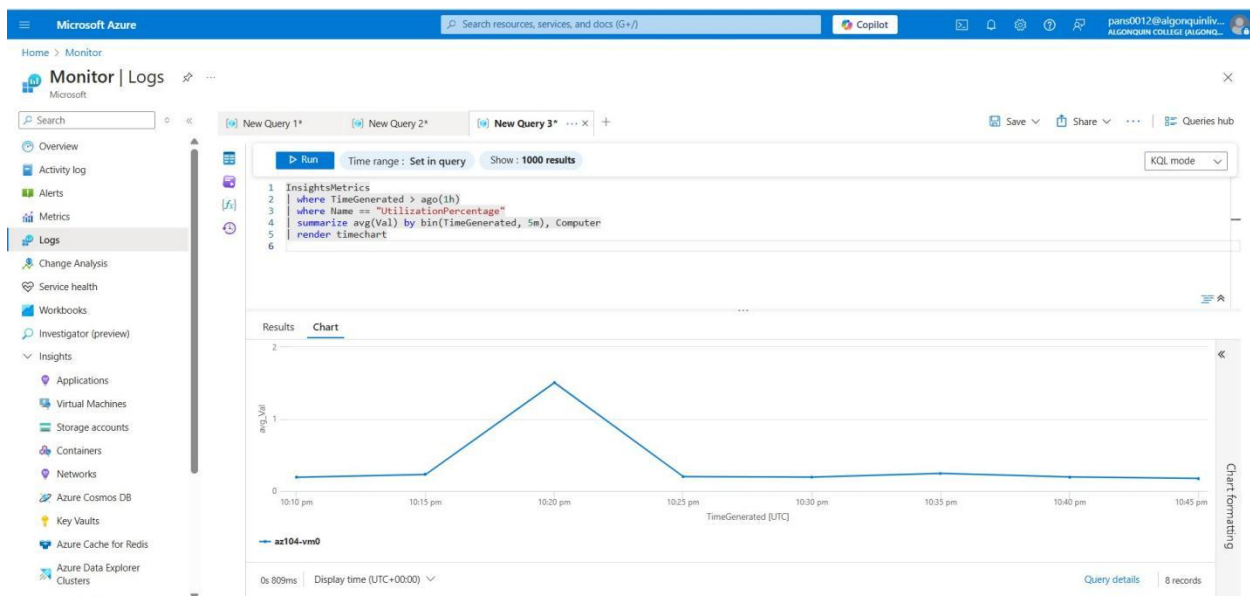 Microsoft Azure
Search resources, services, and docs (G+/)
Copilot
pans0012@algonquinliv...
ALGONQUIN COLLEGE (ALGONQ...
Home > Monitor
Monitor | Logs
Microsoft
Search
Overview
Activity log
Alerts
Metrics
Logs
Change Analysis
Service health
Workbooks
Investigator (preview)
Insights
Applications
Virtual Machines
Storage accounts
Containers
Networks
Azure Cosmos DB
Key Vaults
Azure Cache for Redis
Azure Data Explorer
Clusters
New Query 1*
New Query 2*
New Query 3*
Save
Share
Queries hub
Run
Time range : Set in query
Show : 1000 results
KQL mode
1 InsightsMetrics
2 | where TimeGenerated > ago(1h)
3 | where Name == "UtilizationPercentage"
4 | summarize avg(Val) by bin(TimeGenerated, 5m), Computer
5 | render timechart
6
Results Chart
2
1
0
avg_Val
10:10 pm 10:15 pm 10:20 pm 10:25 pm 10:30 pm 10:35 pm 10:40 pm 10:45 pm
TimeGenerated [UTC]
az104-vm0
Chart formatting
0s 809ms
Display time (UTC+00:00)
Query details
8 records